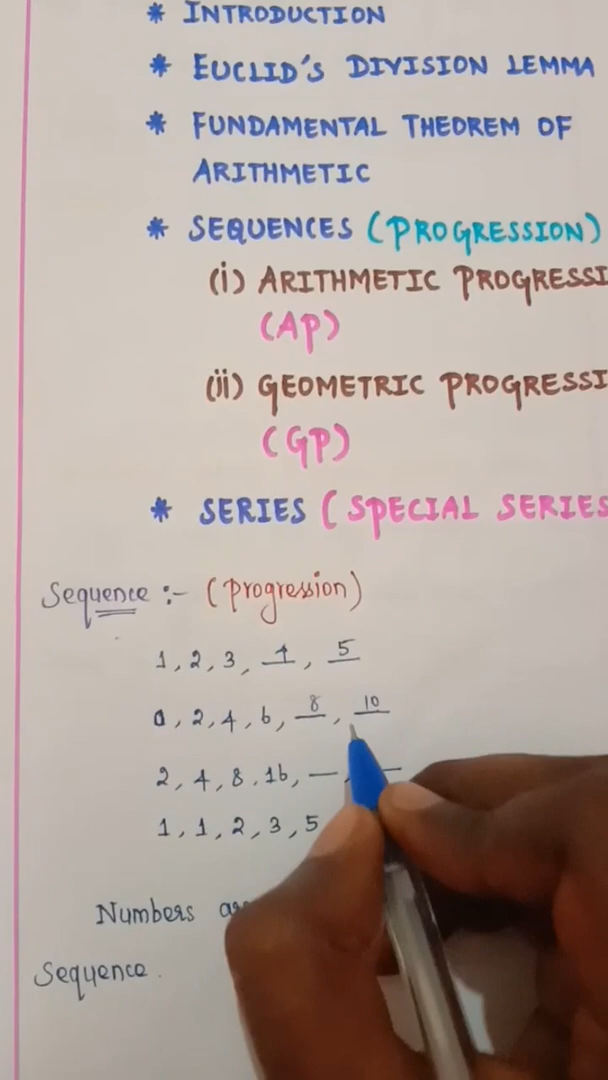 * INTRODUCTION
* EUCLID'S DIVISION LEMMA
* FUNDAMENTAL THEOREM OF
ARITHMETIC
* SEQUENCES (PROGRESSION)
(i) ARITHMETIC PROGRESSI
(AP)
(ii) GEOMETRIC PROGRESSI
(GP)
* SERIES (SPECIAL SERIES
Sequence :- (Progression)
1, 2, 3, 4, 5
0, 2, 4, 6, 8, 10
2, 4, 8, 16, —, —
1, 1, 2, 3, 5
Numbers
Sequence.